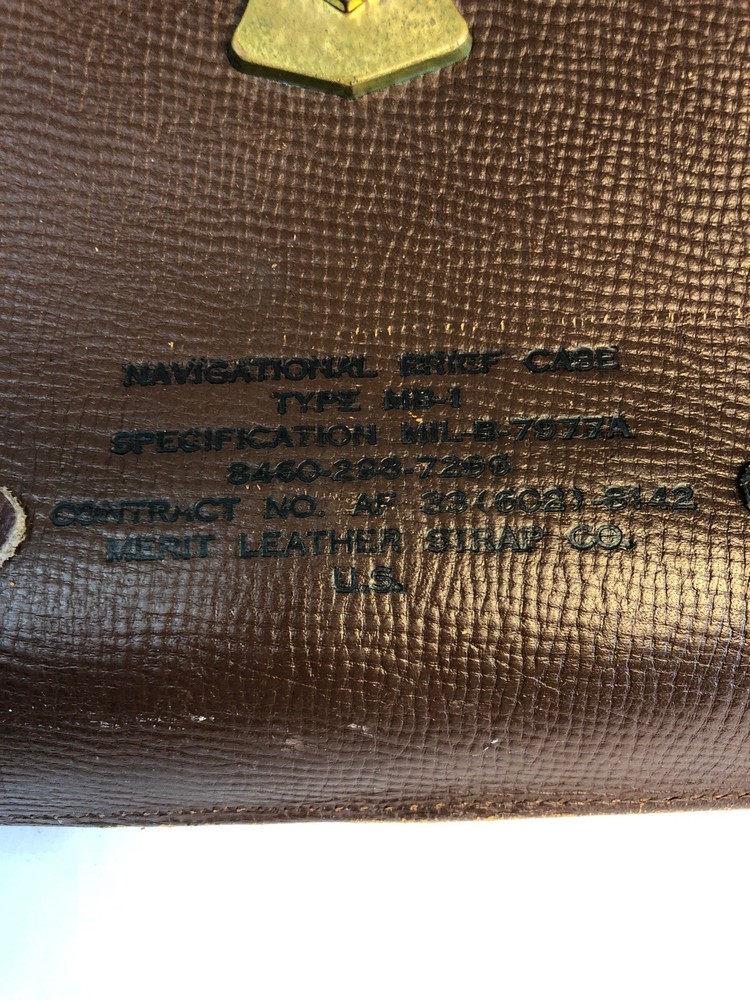 NAVIGATIONAL BRIEF CASE
TYPE MB-1
SPECIFICATION MIL-B-7977A
8460-298-7296
CONTRACT NO. AF 33(602)-8142
MERIT LEATHER STRAP CO.
U.S.